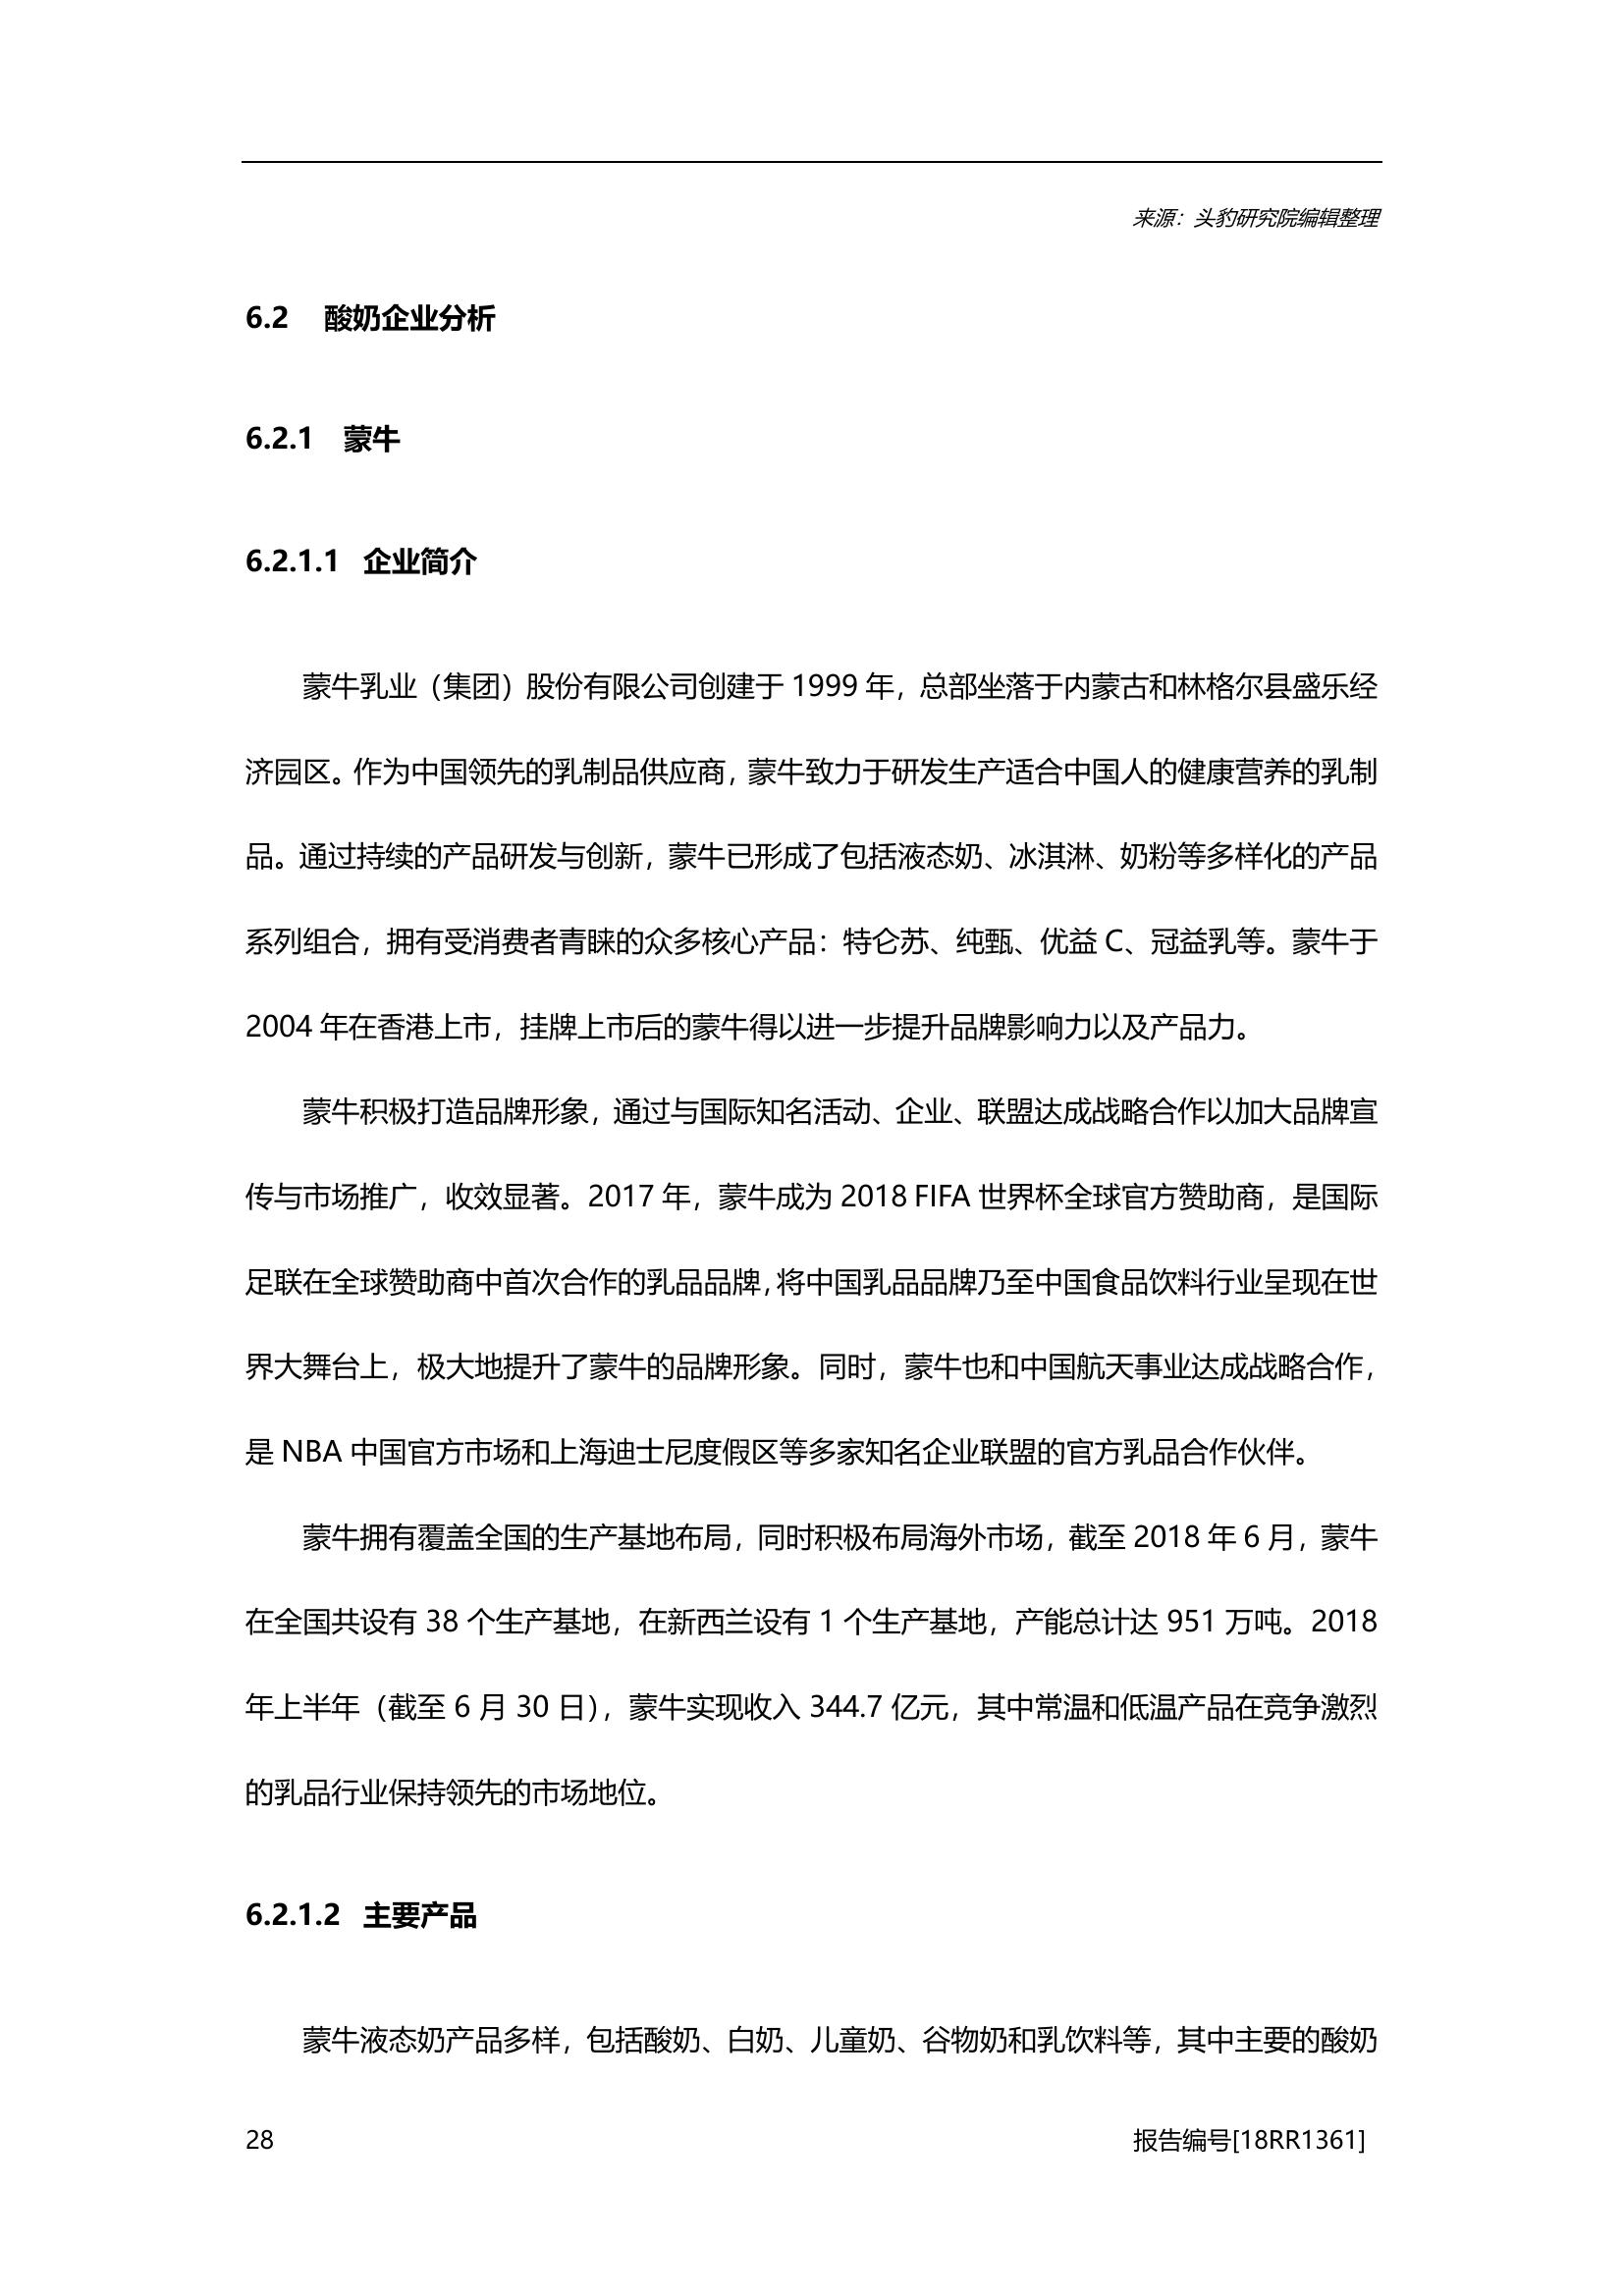 来源：头豹研究院编辑整理
6.2 酸奶企业分析
6.2.1 蒙牛
6.2.1.1 企业简介
蒙牛乳业（集团）股份有限公司创建于 1999 年，总部坐落于内蒙古和林格尔县盛乐经
济园区。作为中国领先的乳制品供应商，蒙牛致力于研发生产适合中国人的健康营养的乳制
品。通过持续的产品研发与创新，蒙牛已形成了包括液态奶、冰淇淋、奶粉等多样化的产品
系列组合，拥有受消费者青睐的众多核心产品：特仑苏、纯甄、优益 C、冠益乳等。蒙牛于
2004 年在香港上市，挂牌上市后的蒙牛得以进一步提升品牌影响力以及产品力。
蒙牛积极打造品牌形象，通过与国际知名活动、企业、联盟达成战略合作以加大品牌宣
传与市场推广，收效显著。2017 年，蒙牛成为 2018 FIFA 世界杯全球官方赞助商，是国际
足联在全球赞助商中首次合作的乳品品牌，将中国乳品品牌乃至中国食品饮料行业呈现在世
界大舞台上，极大地提升了蒙牛的品牌形象。同时，蒙牛也和中国航天事业达成战略合作，
是 NBA 中国官方市场和上海迪士尼度假区等多家知名企业联盟的官方乳品合作伙伴。
蒙牛拥有覆盖全国的生产基地布局，同时积极布局海外市场，截至 2018 年 6 月，蒙牛
在全国共设有 38 个生产基地，在新西兰设有 1 个生产基地，产能总计达 951 万吨。2018
年上半年（截至 6 月 30 日），蒙牛实现收入 344.7 亿元，其中常温和低温产品在竞争激烈
的乳品行业保持领先的市场地位。
6.2.1.2 主要产品
蒙牛液态奶产品多样，包括酸奶、白奶、儿童奶、谷物奶和乳饮料等，其中主要的酸奶
28 报告编号[18RR1361]